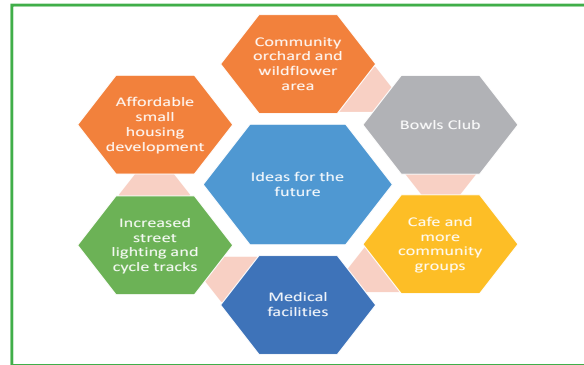 Community
orchard and
wildflower
area
Affordable
small
housing
development
Bowls Club
Ideas for the
future
Increased
street
lighting and
cycle tracks
Cafe and
more
community
groups
Medical
facilities